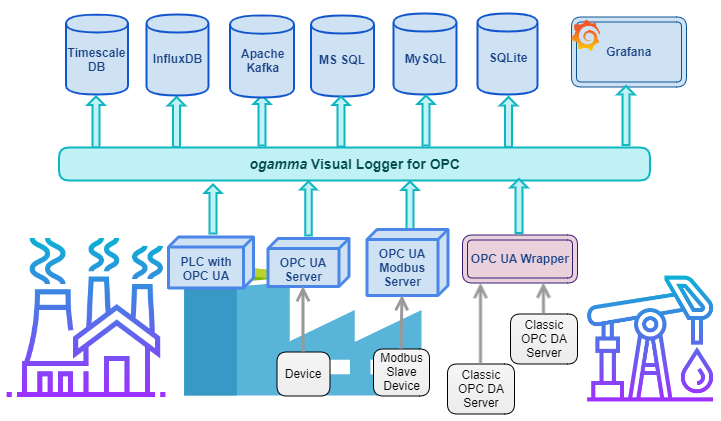 Timescale
DB
InfluxDB
Apache
Kafka
MS SQL
MySQL
SQLite
Grafana
ogamma Visual Logger for OPC
PLC with
OPC UA
OPC UA
Server
OPC UA
Modbus
Server
OPC UA Wrapper
Device
Modbus
Slave
Device
Classic
OPC DA
Server
Classic
OPC DA
Server